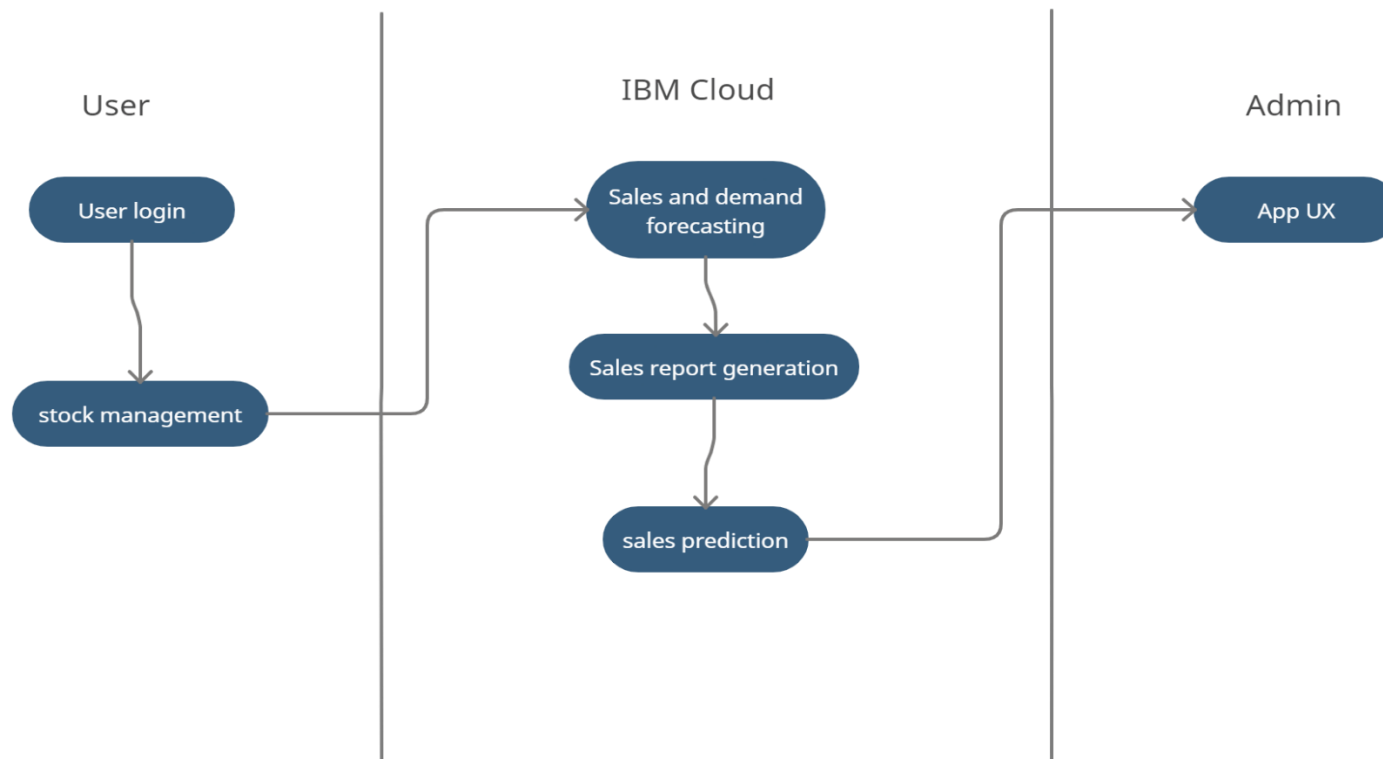 User
User login
stock management
IBM Cloud
Sales and demand
forecasting
Sales report generation
sales prediction
Admin
App UX